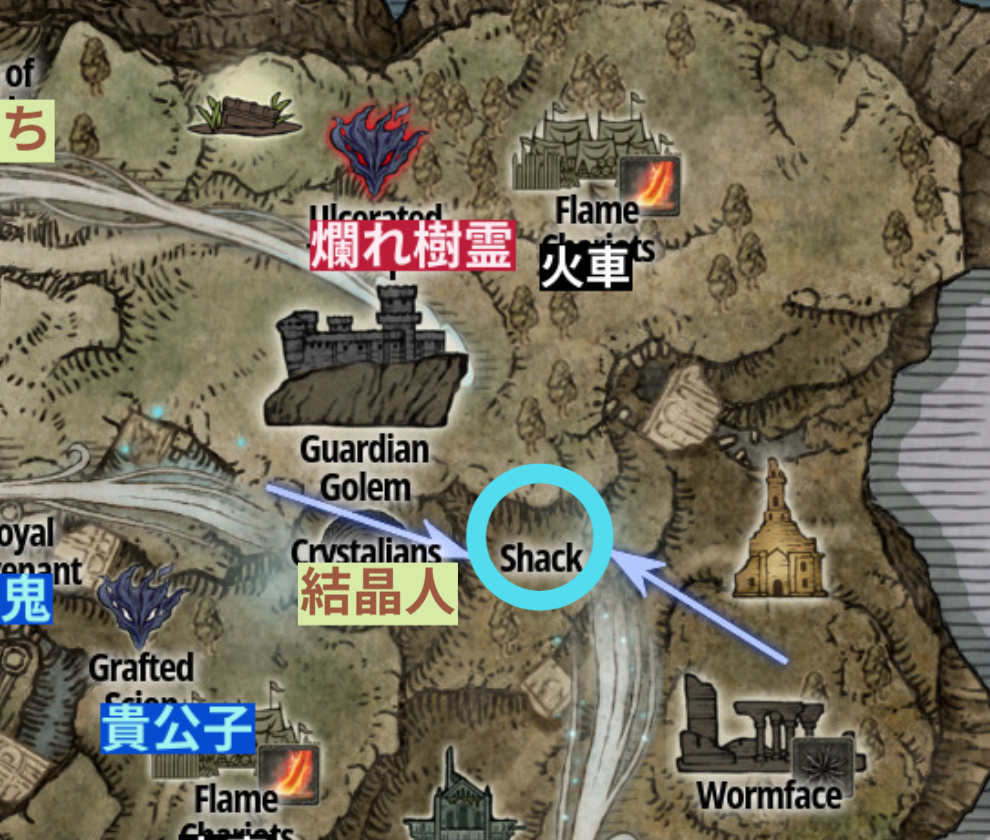 of
ち
Ulcerated
爛れ樹霊
Flame
Chariots
火車
Guardian
Golem
Crystalians
結晶人
Shack
oyal
venant
鬼
Grafted
Scion
貴公子
Flame
Chariots
Wormface